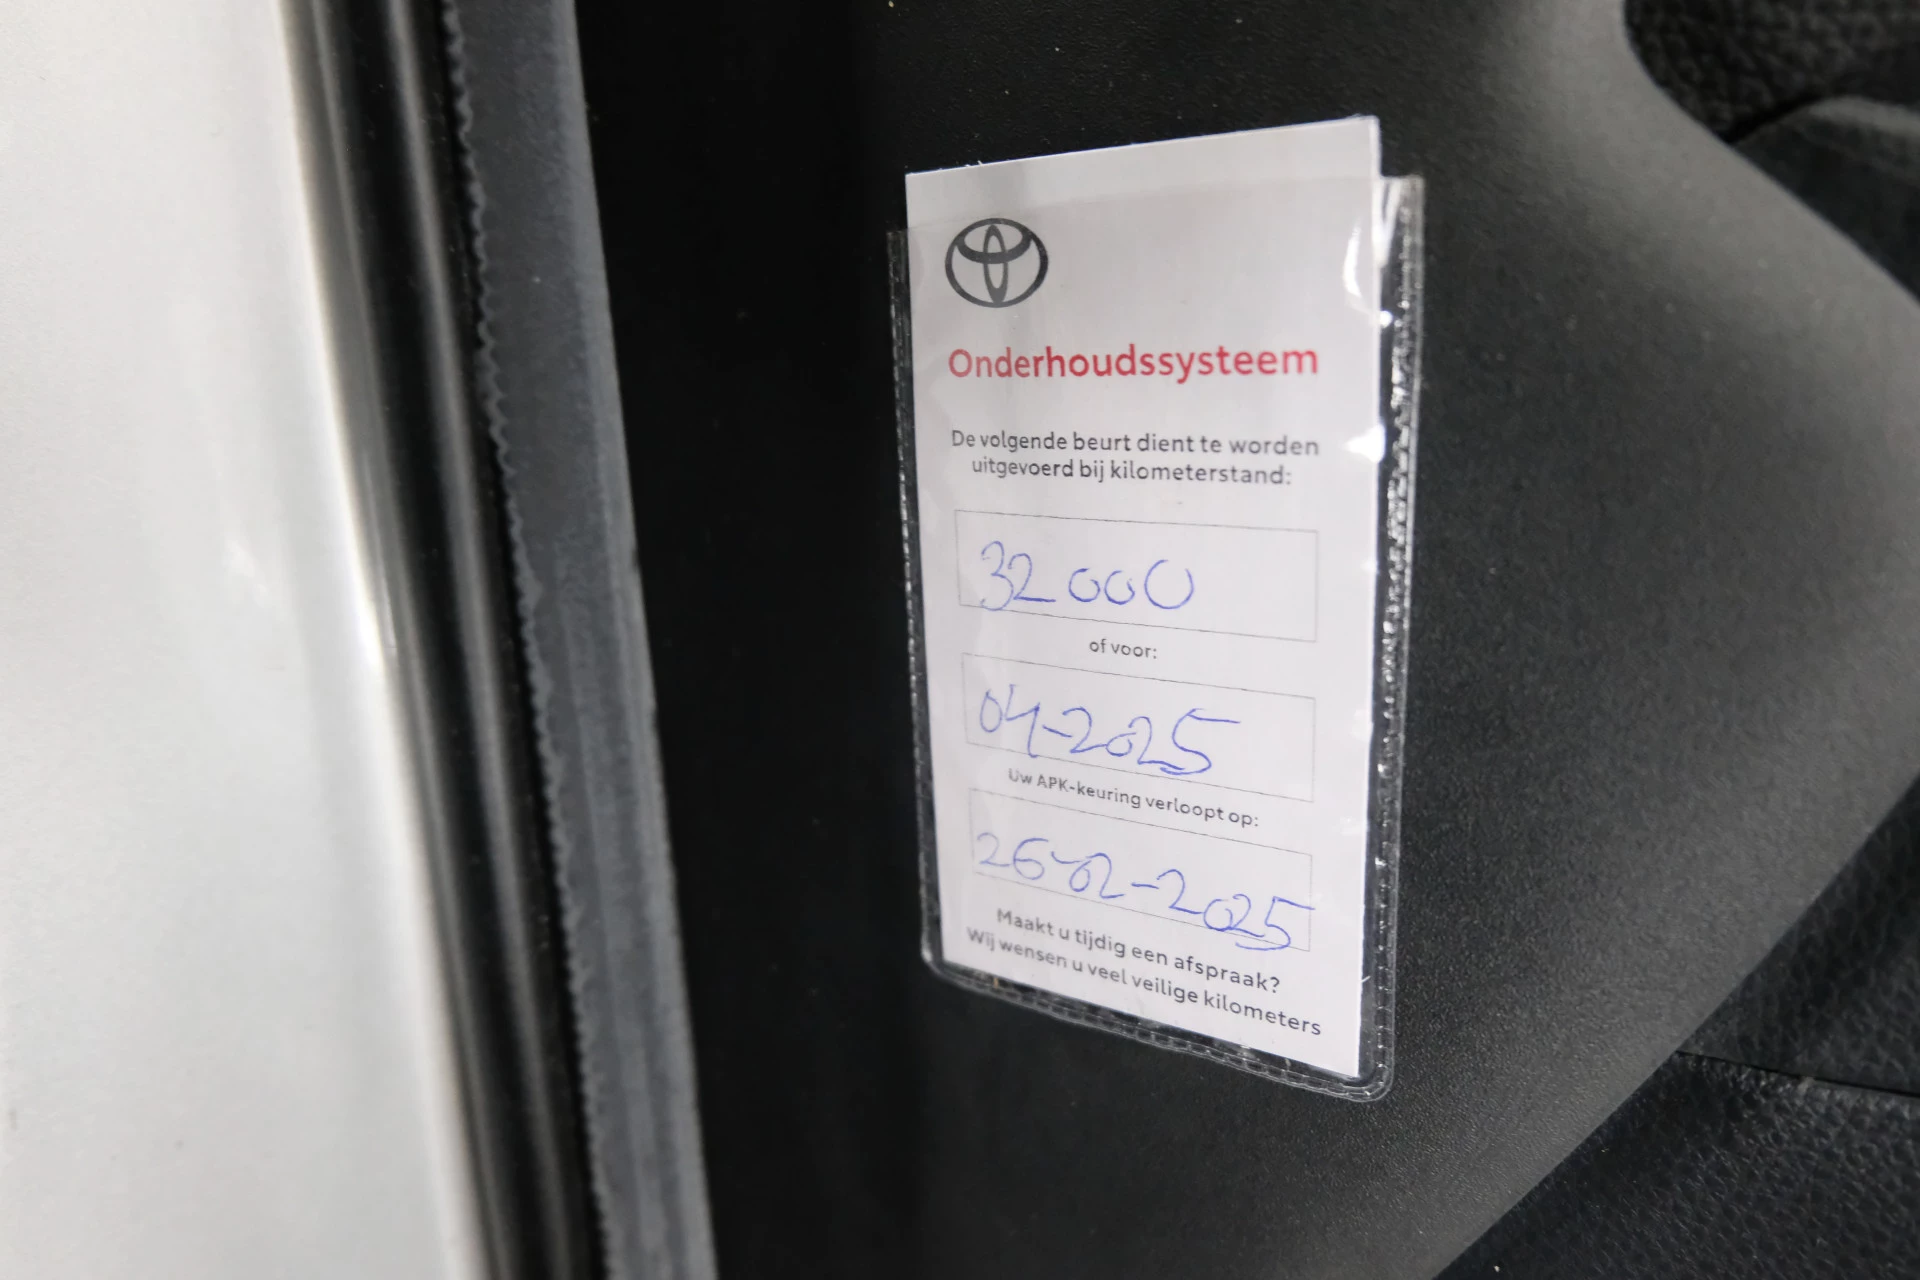 Onderhoudssysteem
De volgende beurt dient te worden
uitgevoerd bij kilometerstand:
32000
of voor:
04-2025
Uw APK-keuring verloopt op:
26-02-2025
Maakt u tijdig een afspraak?
Wij wensen u veel veilige kilometers